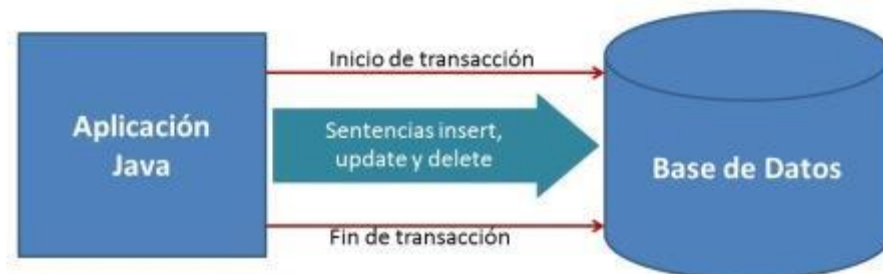 Inicio de transacción
Aplicación
Java
Sentencias insert,
update y delete
Base de Datos
Fin de transacción